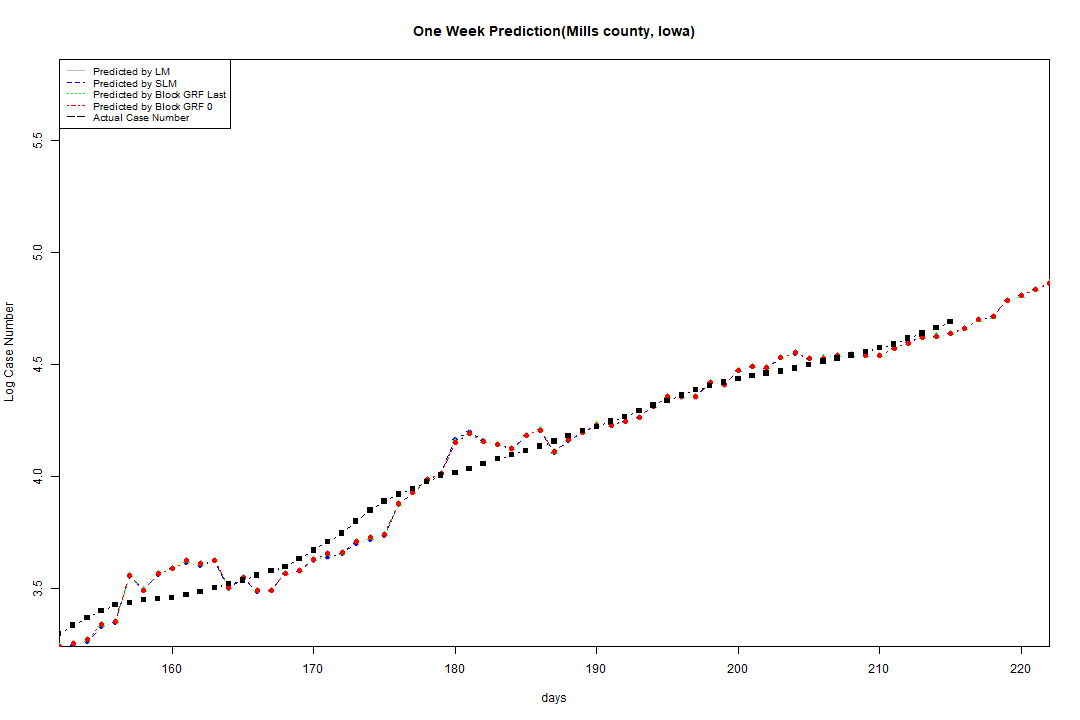 One Week Prediction(Mills county, Iowa)
Predicted by LM
Predicted by SLM
Predicted by Block GRF Last
Predicted by Block GRF 0
Actual Case Number
5.5
5.0
4.5
4.0
3.5
Log Case Number
160 170 180 190 200 210 220
days